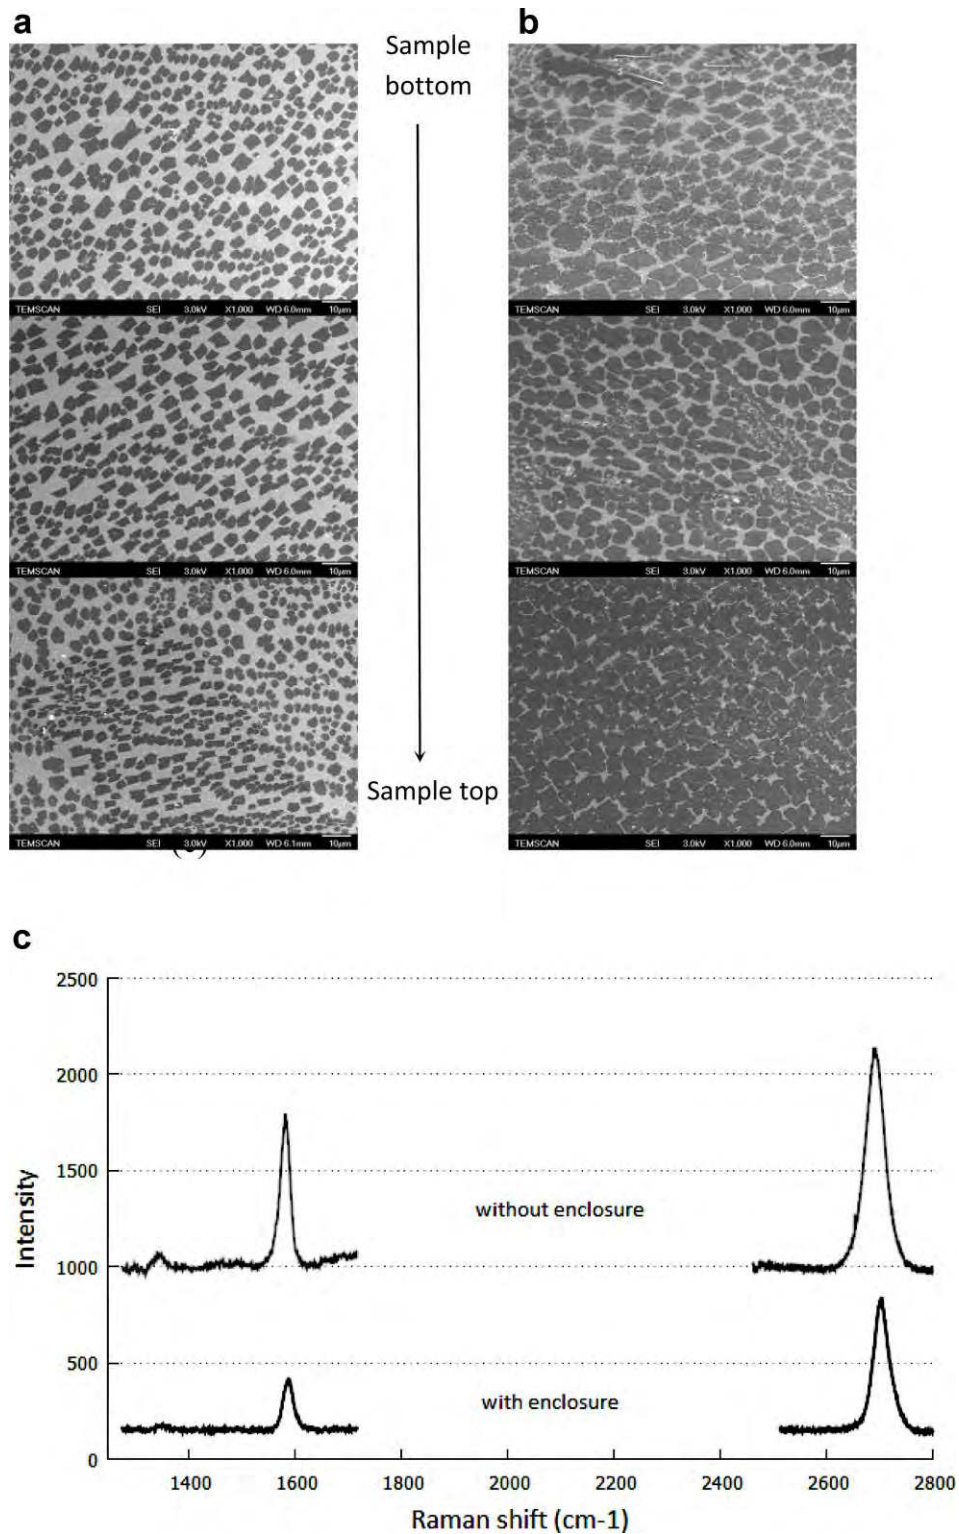 a
b
Sample
bottom
TEMSCAN SEI 3.0kV X1,000 WD 6.0mm 10µm
TEMSCAN SEI 3.0kV X1,000 WD 6.0mm 10µm
TEMSCAN SEI 3.0kV X1,000 WD 6.0mm 10µm
TEMSCAN SEI 3.0kV X1,000 WD 6.0mm 10µm
Sample top
TEMSCAN SEI 3.0kV X1,000 WD 6.1mm 10µm
TEMSCAN SEI 3.0kV X1,000 WD 6.0mm 10µm
c
2500
2000
1500
1000
500
0
Intensity
without enclosure
with enclosure
1400 1600 1800 2000 2200 2400 2600 2800
Raman shift (cm-1)